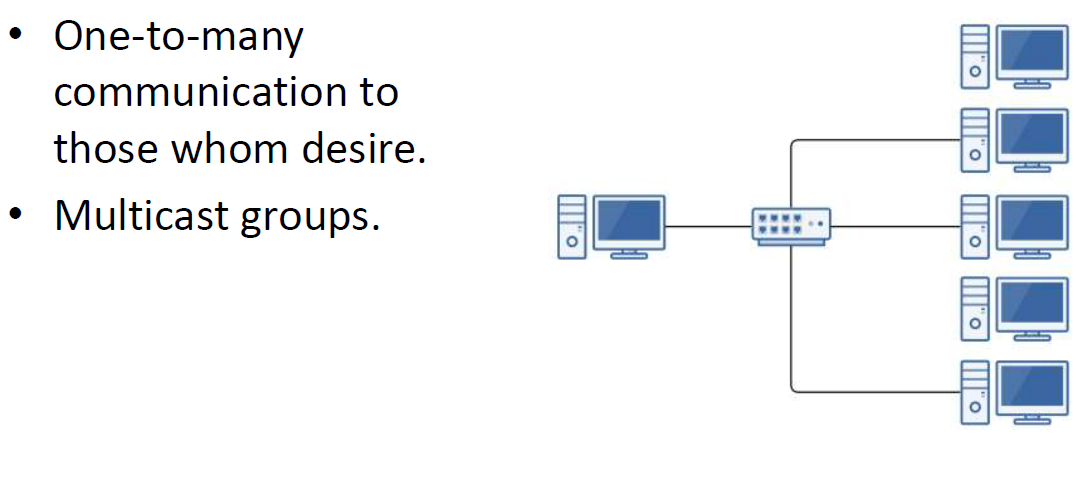 • One-to-many
communication to
those whom desire.
• Multicast groups.